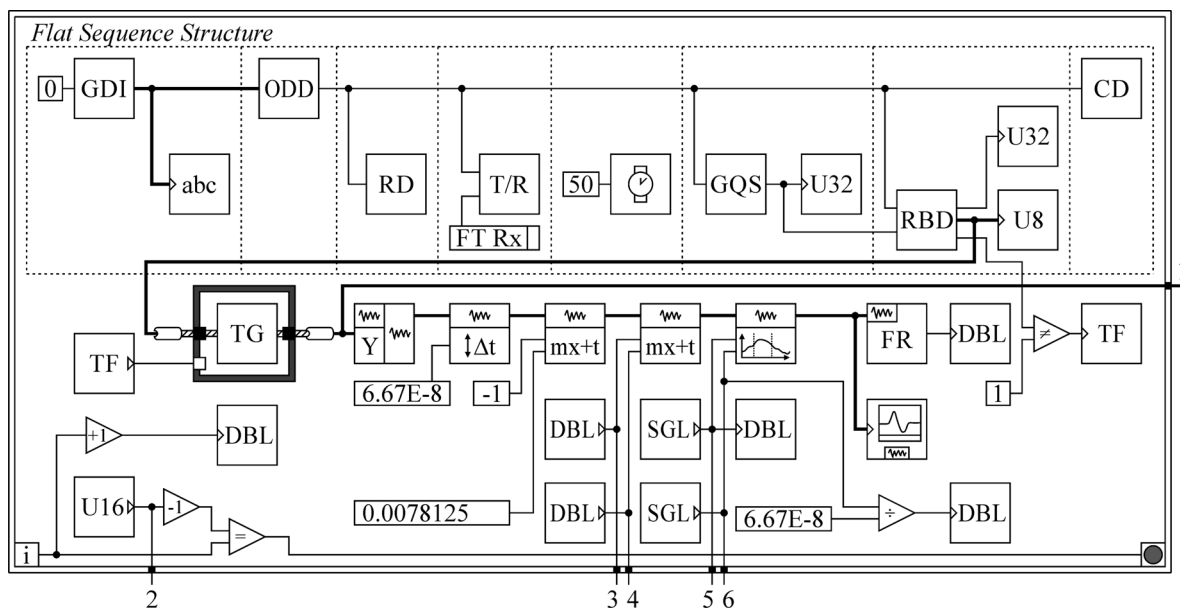 Flat Sequence Structure
0 GDI ODD CD
abc RD T/R 50 GQS U32 U32
FT Rx RBD U8
TF TG Y Δt mx+t mx+t FR DBL ≠ TF
6.67E-8 -1 1
+1 DBL DBL SGL DBL
U16 -1 0.0078125 DBL SGL 6.67E-8 ÷ DBL
i =
2 3 4 5 6